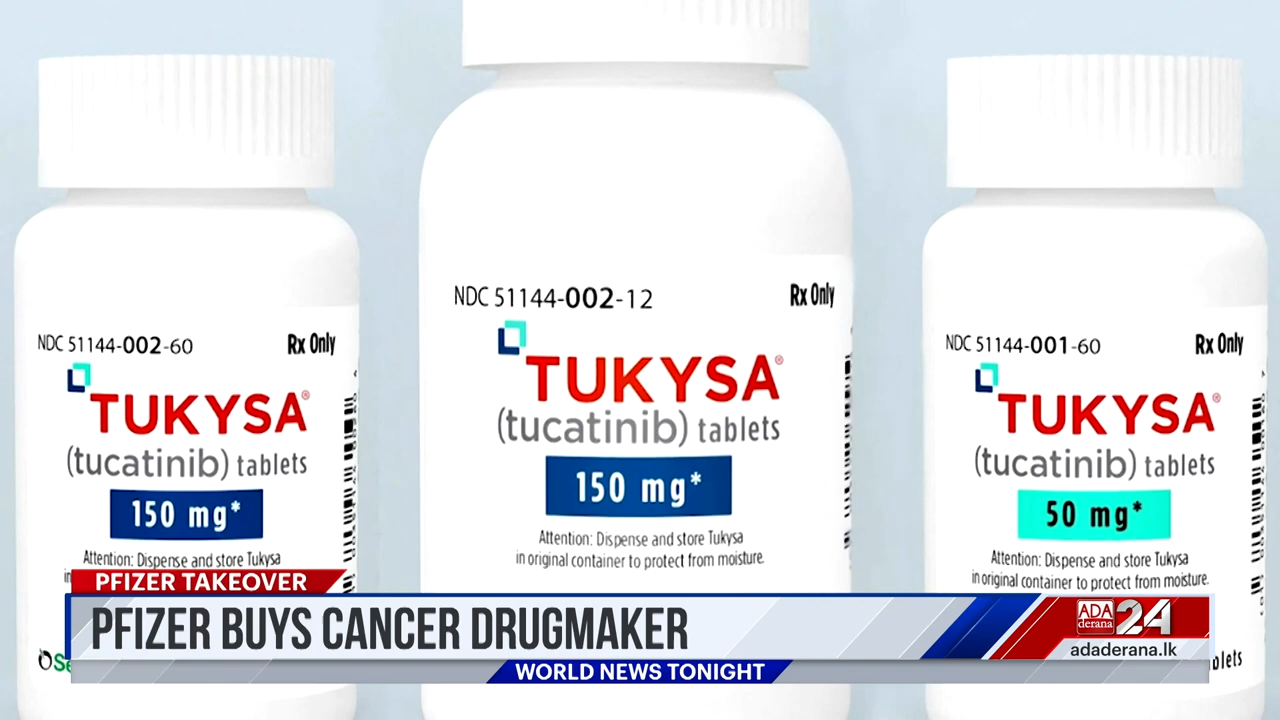 NDC 51144-002-60
Rx Only
TUKYSA®
(tucatinib) tablets
150 mg*
Attention: Dispense and store Tukysa
NDC 51144-002-12
Rx Only
TUKYSA®
(tucatinib) tablets
150 mg*
Attention: Dispense and store Tukysa
in original container to protect from moisture.
NDC 51144-001-60
Rx Only
TUKYSA®
(tucatinib) tablets
50 mg*
Attention: Dispense and store Tukysa
in original container to protect from moisture.
PFIZER TAKEOVER
PFIZER BUYS CANCER DRUGMAKER
WORLD NEWS TONIGHT
ADA
derana
24
adaderana.lk